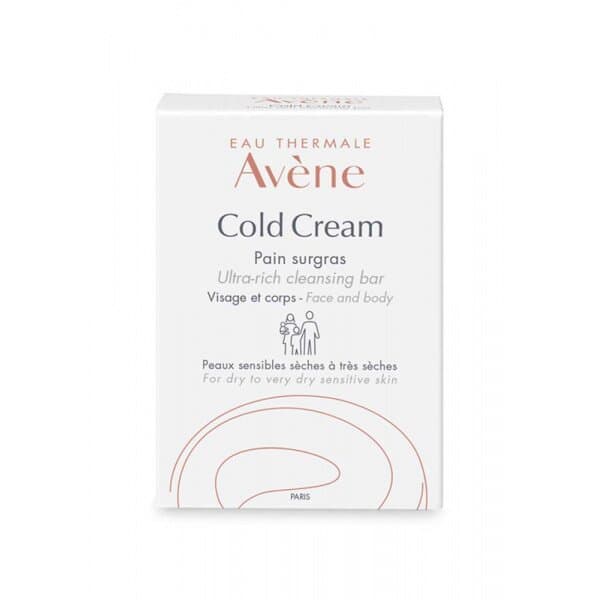 EAU THERMALE
Avène
Cold Cream
Pain surgras
Ultra-rich cleansing bar
Visage et corps - Face and body
Peaux sensibles sèches à très sèches
For dry to very dry sensitive skin
PARIS